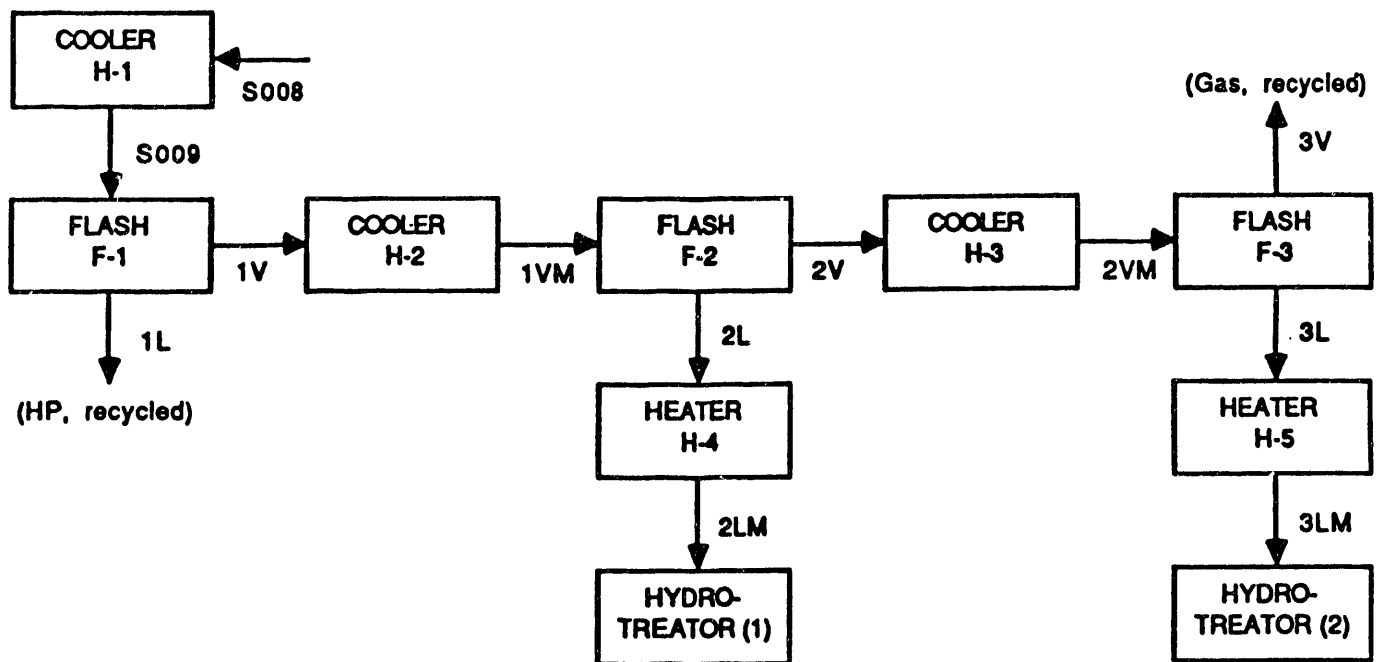 COOLER
H-1
S008
(Gas, recycled)
3V
S009
FLASH
F-1
1V
COOLER
H-2
1VM
FLASH
F-2
2V
COOLER
H-3
2VM
FLASH
F-3
1L
2L
3L
(HP, recycled)
HEATER
H-4
HEATER
H-5
2LM
3LM
HYDRO-
TREATOR (1)
HYDRO-
TREATOR (2)